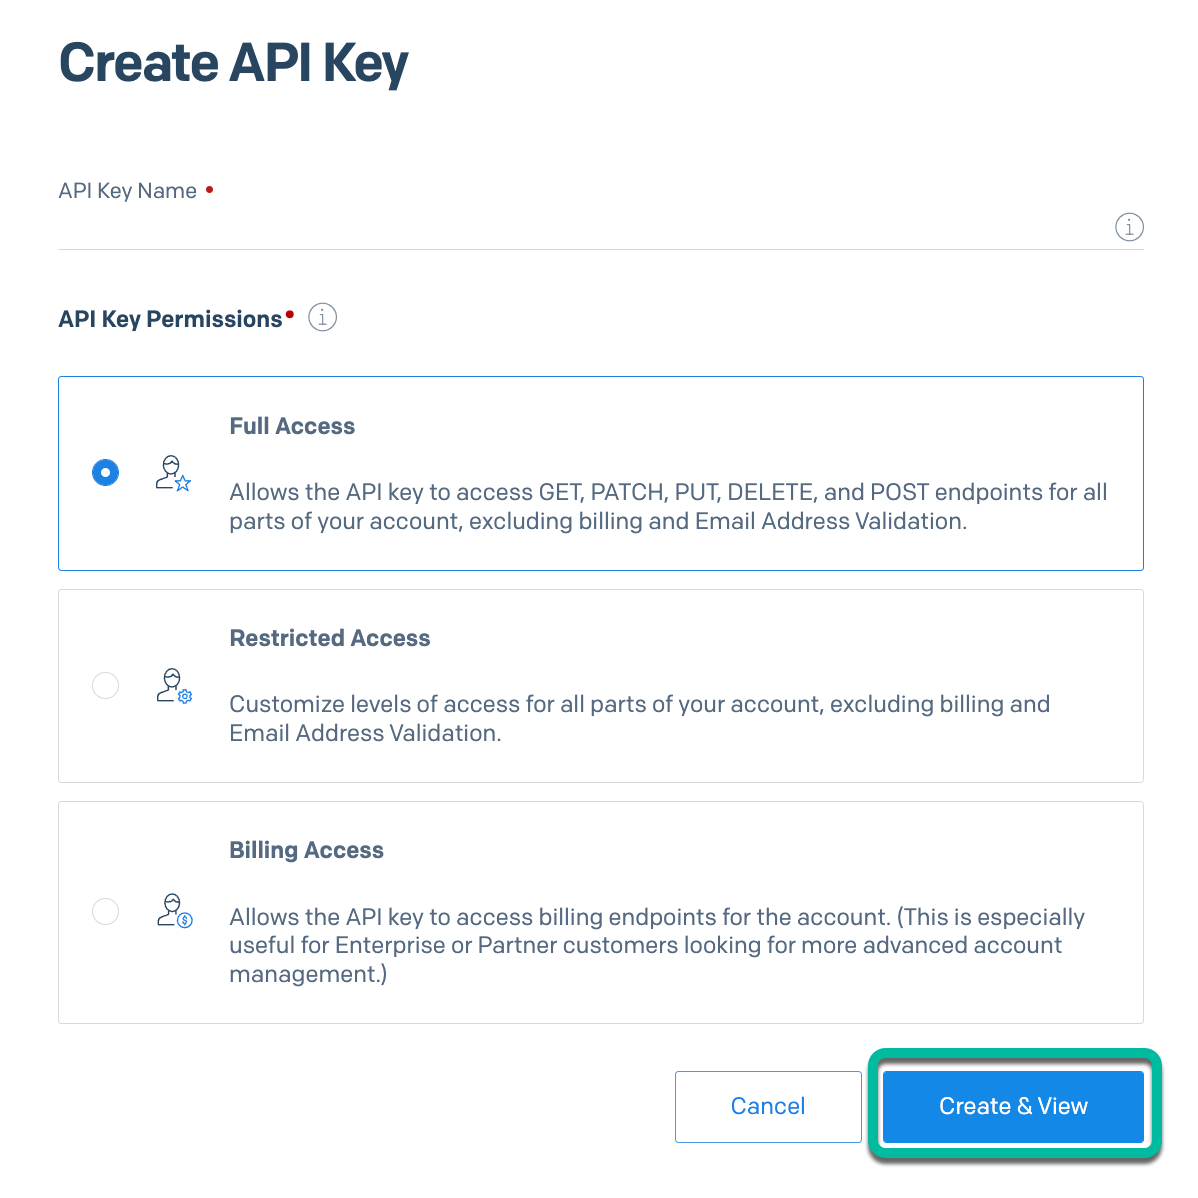 Create API Key
API Key Name
API Key Permissions
Full Access
Allows the API key to access GET, PATCH, PUT, DELETE, and POST endpoints for all
parts of your account, excluding billing and Email Address Validation.
Restricted Access
Customize levels of access for all parts of your account, excluding billing and
Email Address Validation.
Billing Access
Allows the API key to access billing endpoints for the account. (This is especially
useful for Enterprise or Partner customers looking for more advanced account
management.)
Cancel
Create & View